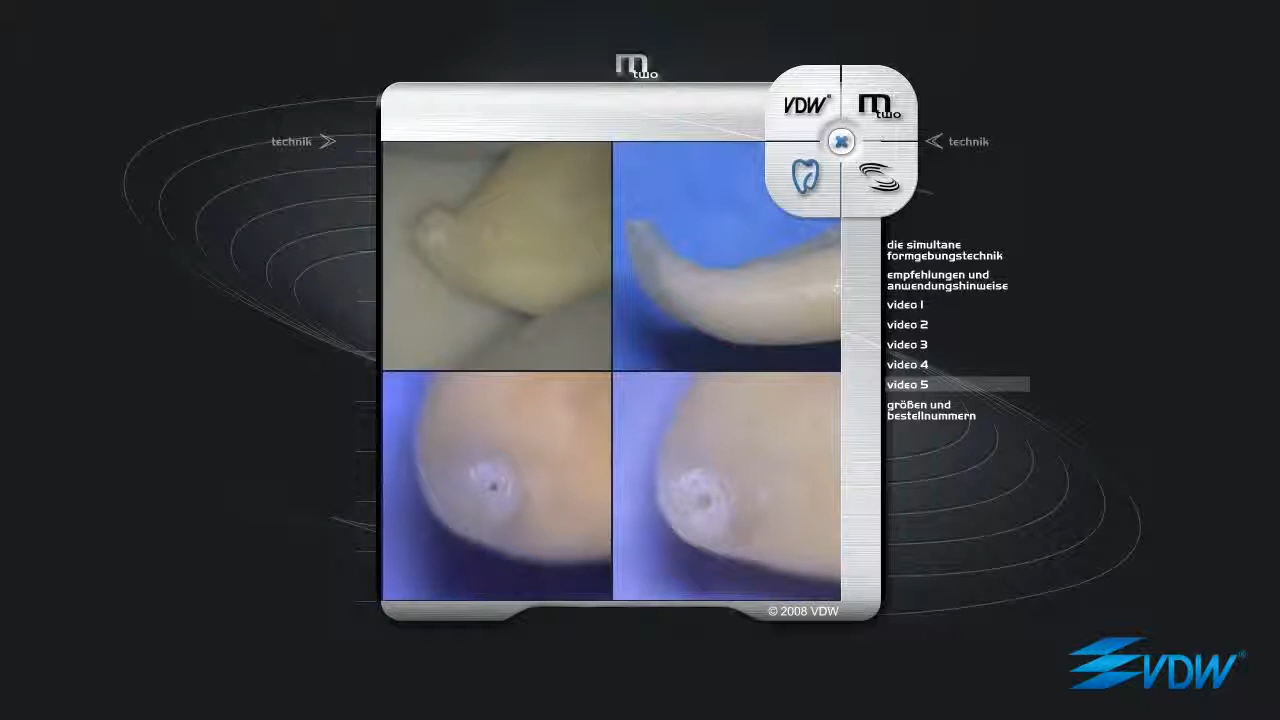 m
two
VDW®
m
two
technik
technik
die simultane
formgebungstechnik
empfehlungen und
anwendungshinweise
video 1
video 2
video 3
video 4
video 5
größen und
bestellnummern
© 2008 VDW
VDW®